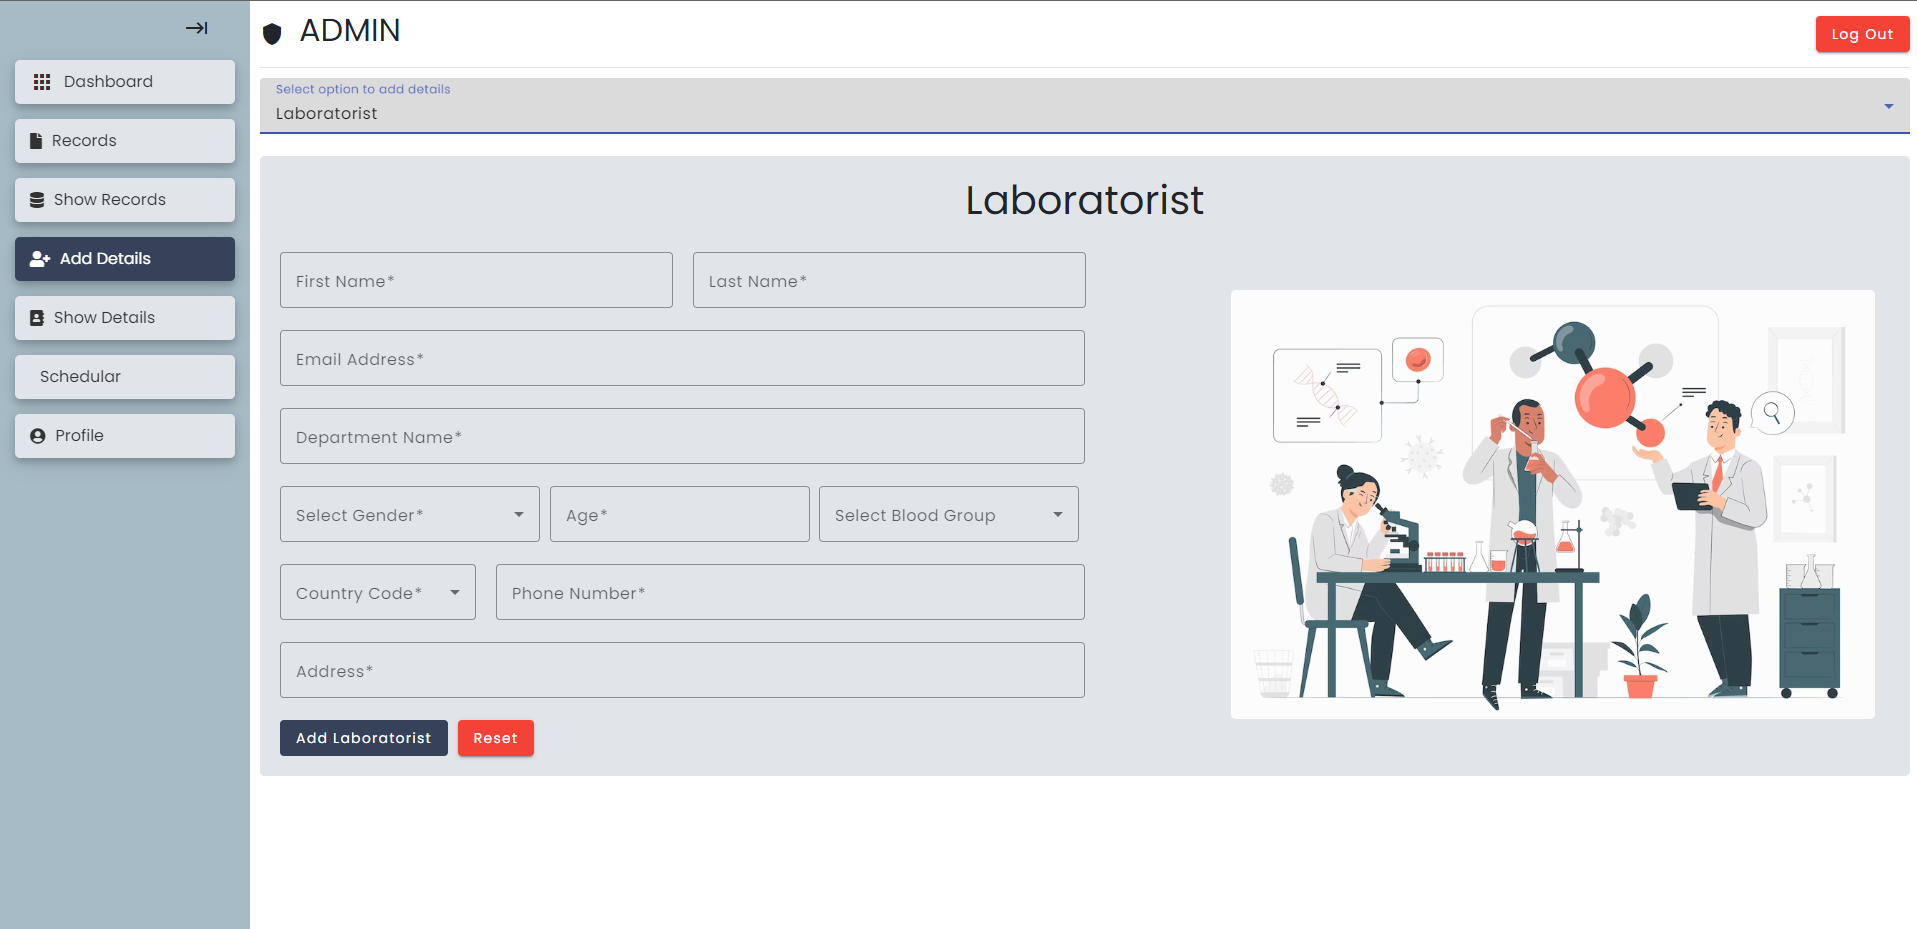 ADMIN
Log Out
Dashboard
Records
Show Records
Add Details
Show Details
Schedular
Profile
Select option to add details
Laboratorist
Laboratorist
First Name*
Last Name*
Email Address*
Department Name*
Select Gender*
Age*
Select Blood Group
Country Code*
Phone Number*
Address*
Add Laboratorist
Reset